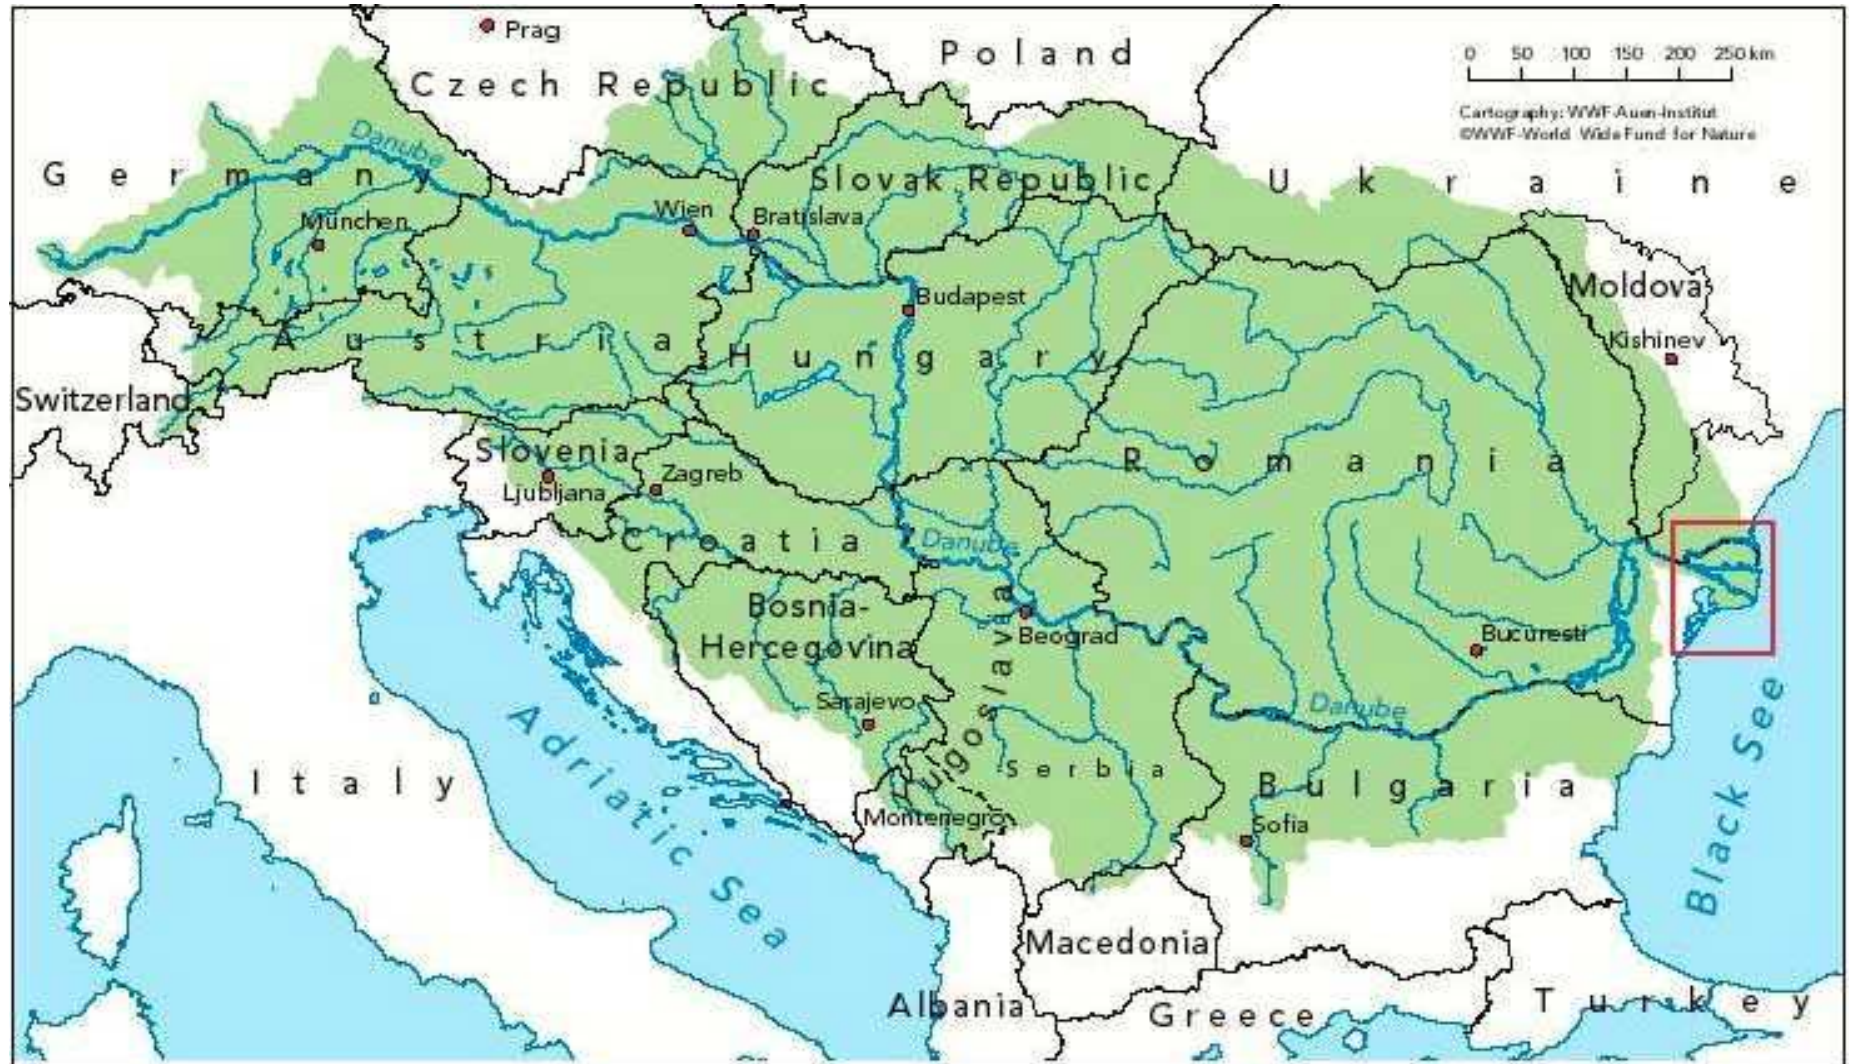 Prag
Poland
0 50 100 150 200 250 km
Czech Republic
Cartography: WWF-Auen-Institut
©WWF-World Wide Fund for Nature
Danube
Germany
Slovak Republic
Ukraine
München
Wien
Bratislava
Moldova
Budapest
Kishinev
Austria
Hungary
Switzerland
Slovenia
Romania
Zagreb
Ljubljana
Croatia
Danube
Bosnia-
Hercegovina
Beograd
Bucuresti
Sarajevo
Yugoslavia
Danube
Adriatic Sea
Black See
Italy
Serbia
Bulgaria
Montenegro
Sofia
Macedonia
Albania
Greece
Turkey